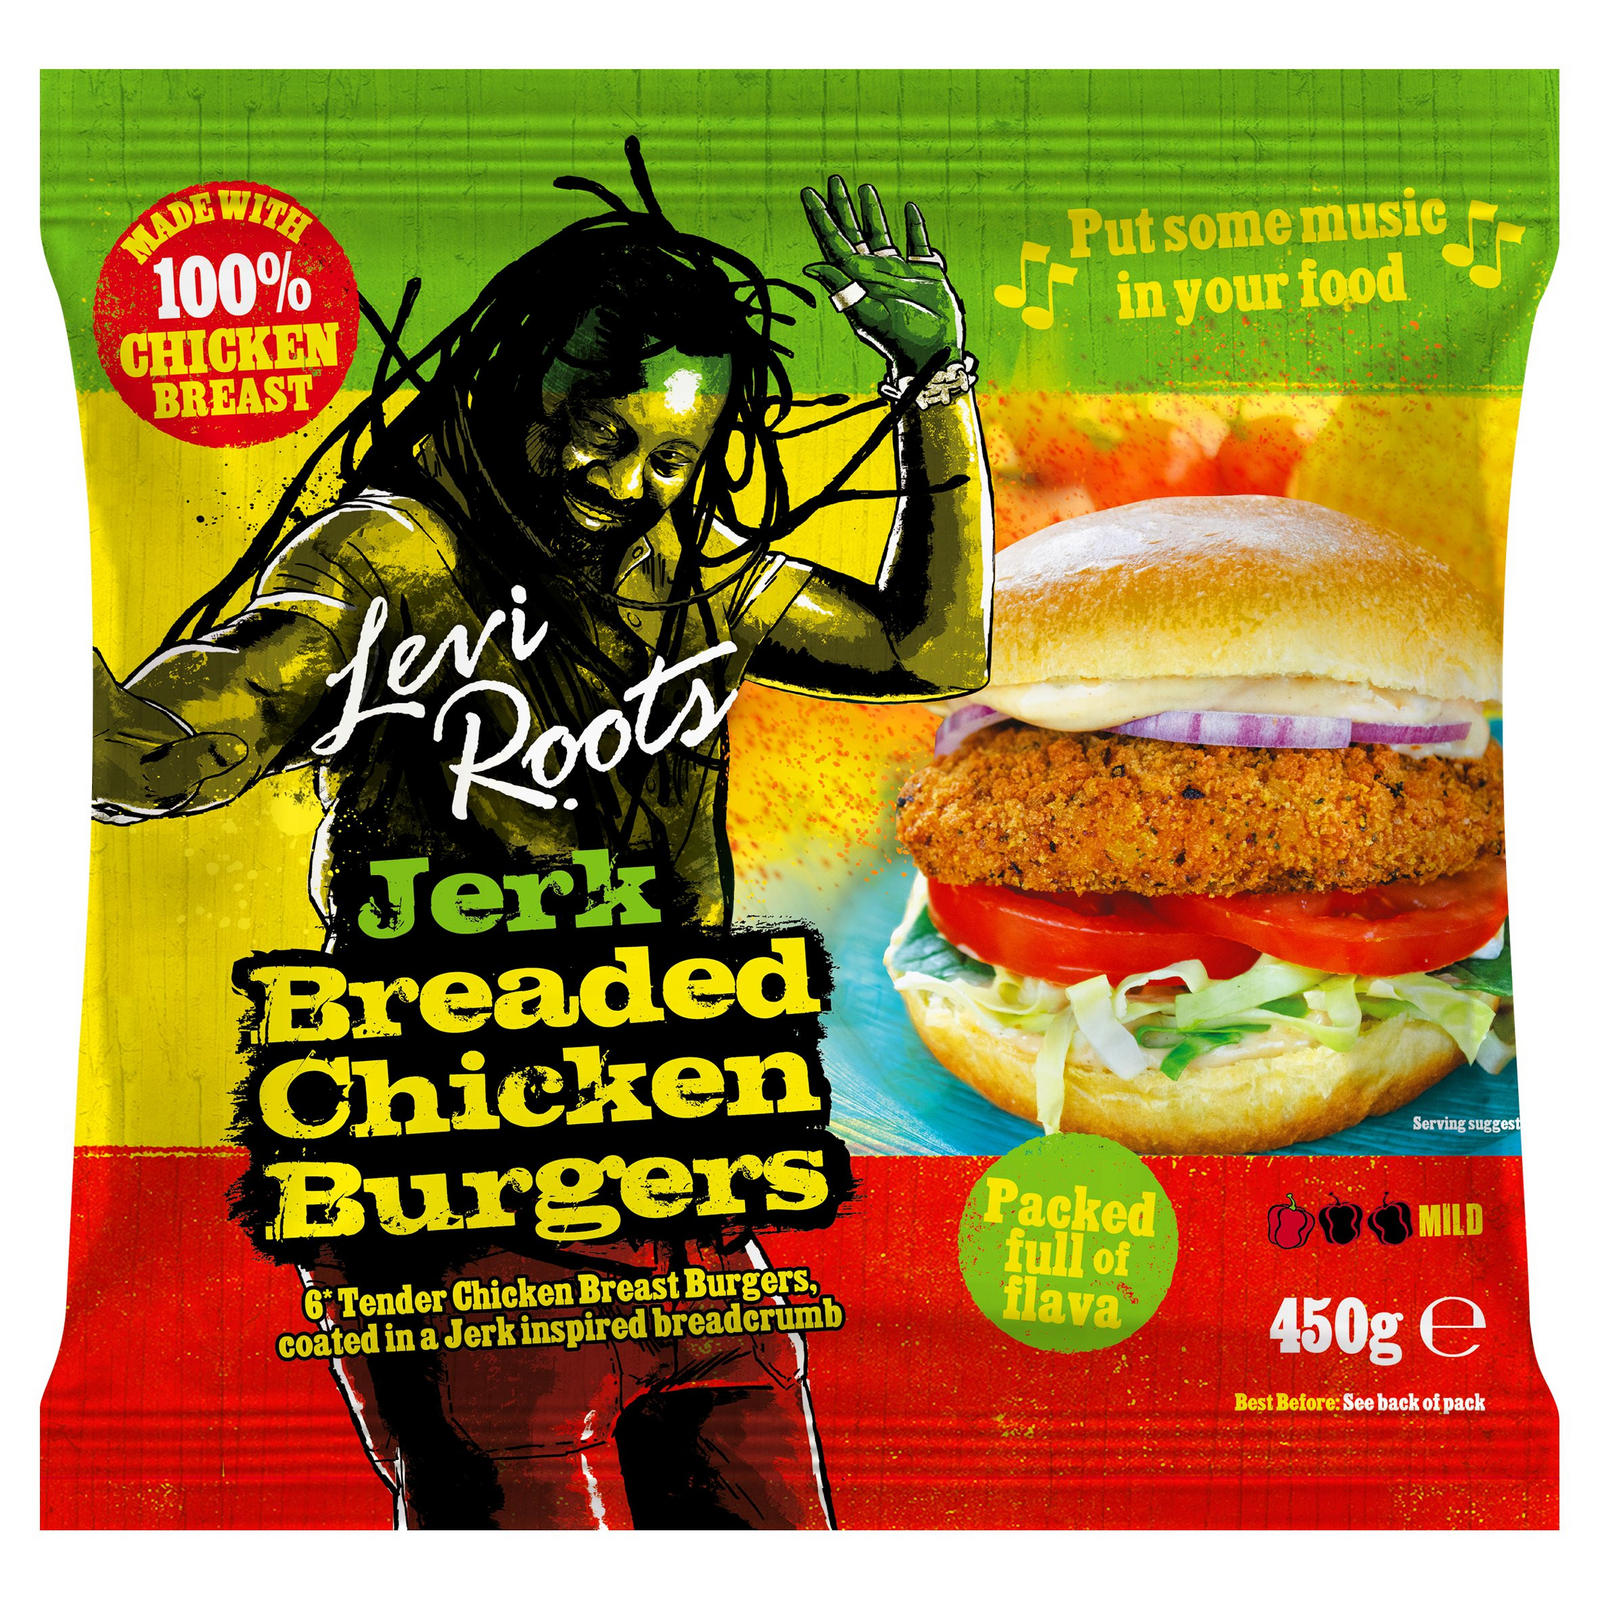 MADE WITH
100%
CHICKEN
BREAST
Put some music
in your food
Levi
Roots
Jerk
Breaded
Chicken
Burgers
6* Tender Chicken Breast Burgers,
coated in a Jerk inspired breadcrumb
Serving suggest
Packed
full of
flava
MILD
450g ℮
Best Before: See back of pack